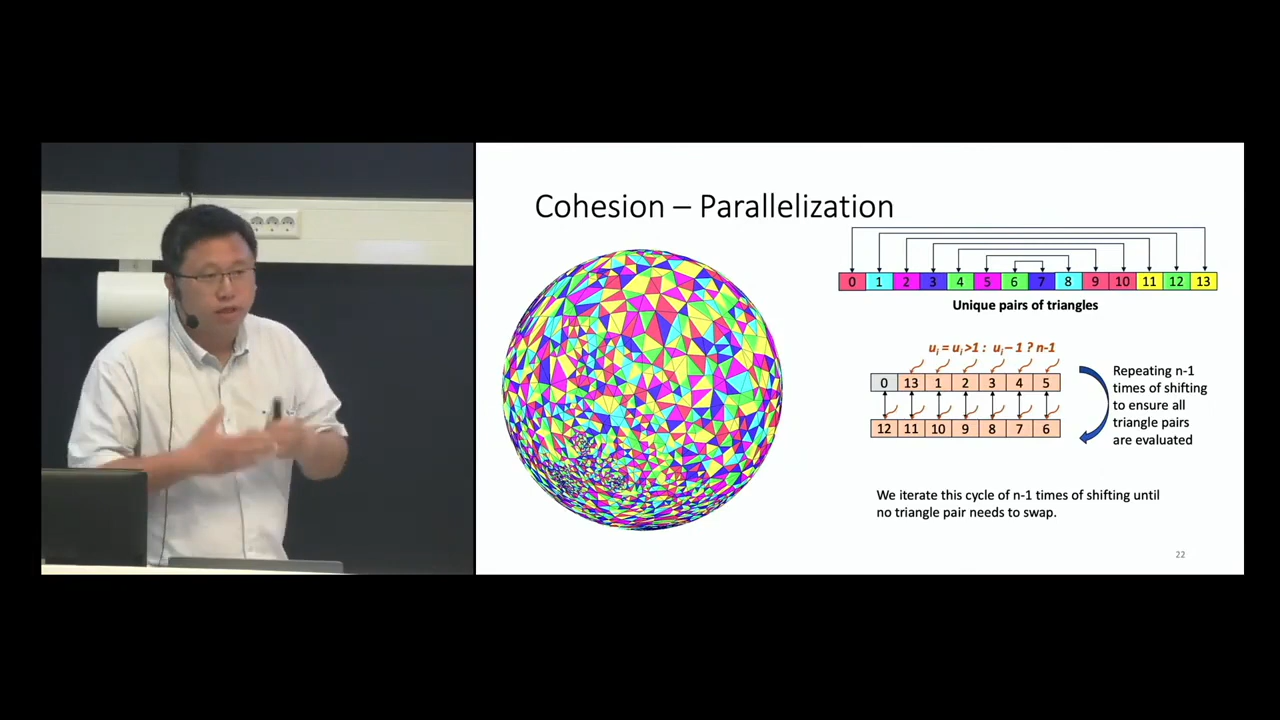 Cohesion – Parallelization
0 1 2 3 4 5 6 7 8 9 10 11 12 13
Unique pairs of triangles
uᵢ = uᵢ >1 : uᵢ – 1 ? n-1
0 13 1 2 3 4 5
12 11 10 9 8 7 6
Repeating n-1
times of shifting
to ensure all
triangle pairs
are evaluated
We iterate this cycle of n-1 times of shifting until
no triangle pair needs to swap.
22